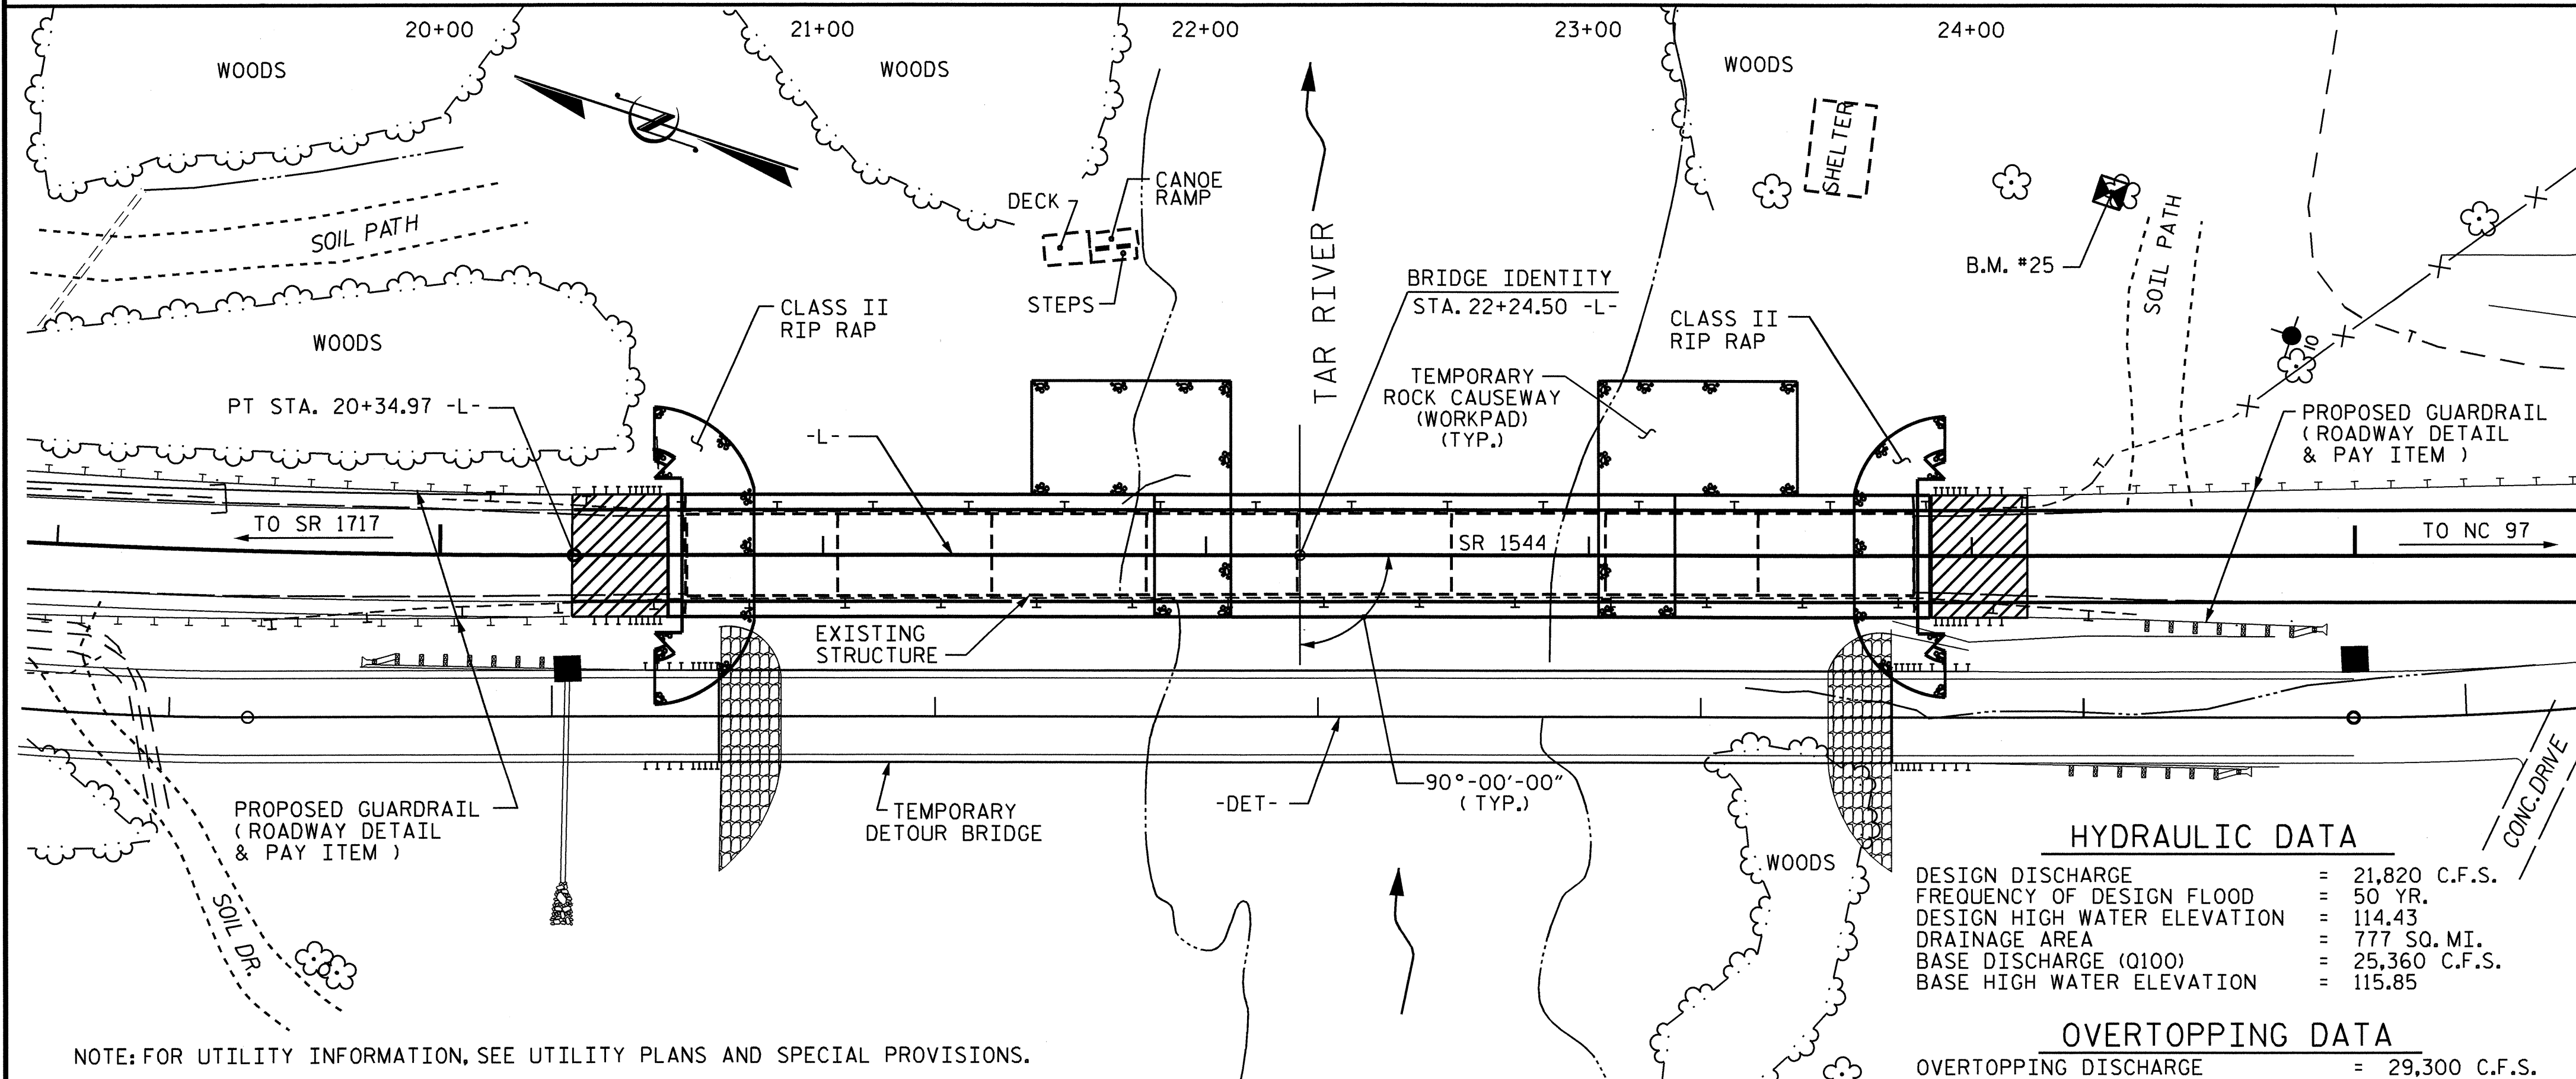 20+00
21+00
22+00
23+00
24+00
WOODS
WOODS
WOODS
SHELTER
CANOE
RAMP
DECK
STEPS
SOIL PATH
TAR RIVER
BRIDGE IDENTITY
STA. 22+24.50 -L-
B.M. #25
SOIL PATH
WOODS
CLASS II
RIP RAP
CLASS II
RIP RAP
10
PT STA. 20+34.97 -L-
-L-
TEMPORARY
ROCK CAUSEWAY
(WORKPAD)
(TYP.)
PROPOSED GUARDRAIL
(ROADWAY DETAIL
& PAY ITEM )
TO SR 1717
SR 1544
TO NC 97
EXISTING
STRUCTURE
PROPOSED GUARDRAIL
(ROADWAY DETAIL
& PAY ITEM )
TEMPORARY
DETOUR BRIDGE
-DET-
90°-00'-00"
(TYP.)
CONC. DRIVE
WOODS
SOIL DR.
HYDRAULIC DATA
DESIGN DISCHARGE = 21,820 C.F.S.
FREQUENCY OF DESIGN FLOOD = 50 YR.
DESIGN HIGH WATER ELEVATION = 114.43
DRAINAGE AREA = 777 SQ. MI.
BASE DISCHARGE (Q100) = 25,360 C.F.S.
BASE HIGH WATER ELEVATION = 115.85
OVERTOPPING DATA
OVERTOPPING DISCHARGE = 29,300 C.F.S.
NOTE: FOR UTILITY INFORMATION, SEE UTILITY PLANS AND SPECIAL PROVISIONS.